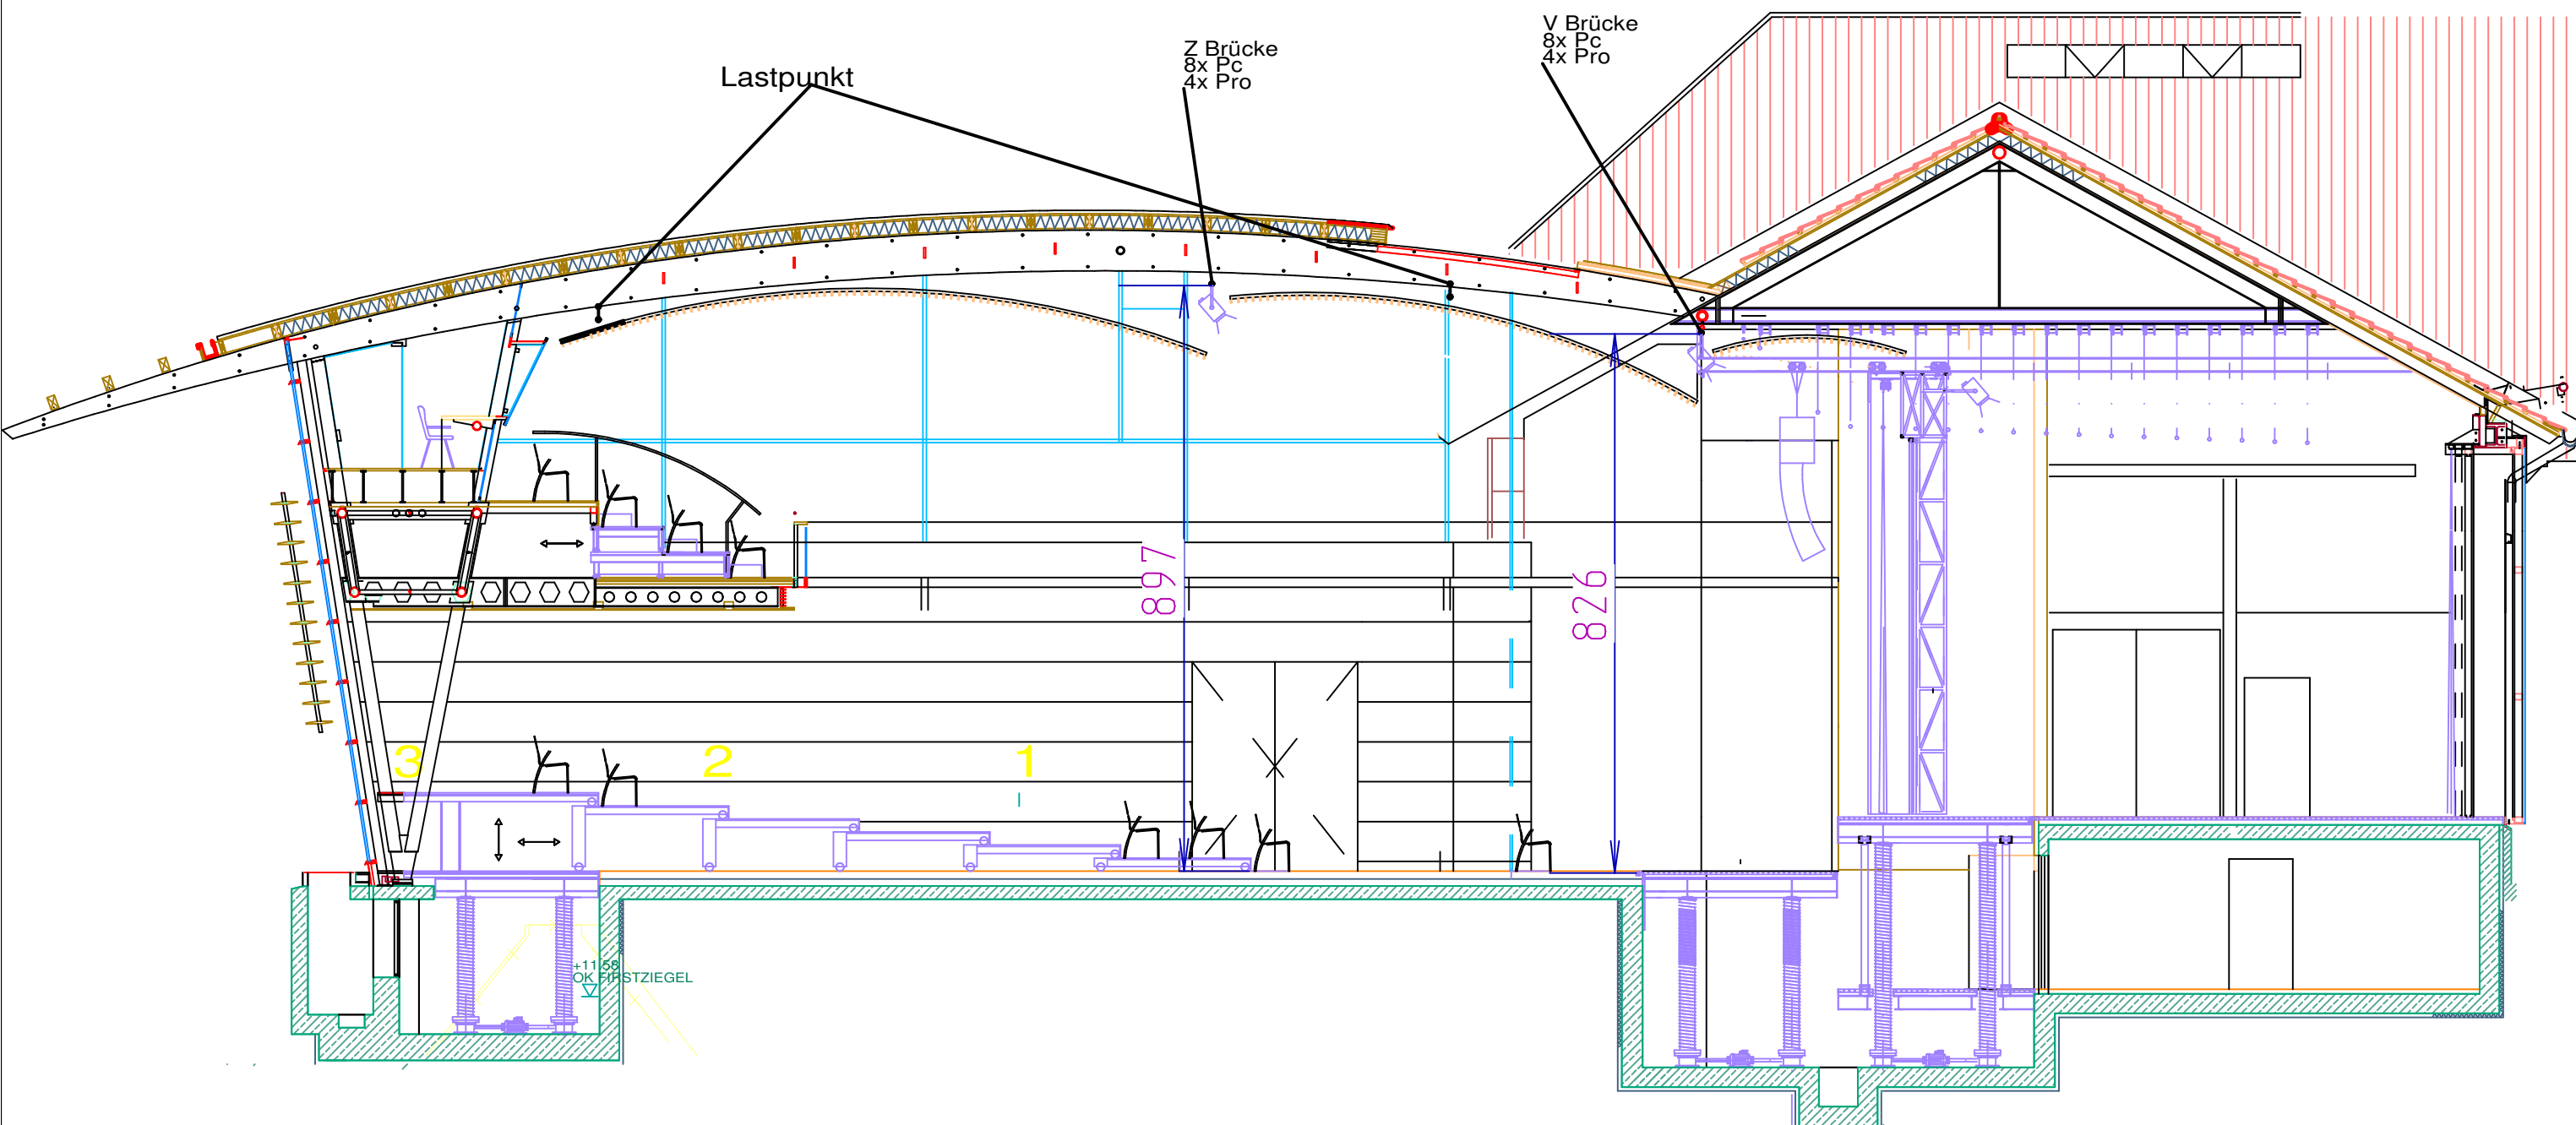 V Brücke
8x Pc
4x Pro
Z Brücke
8x Pc
4x Pro
Lastpunkt
897
826
3
2
1
+11,58
OK FIRSTZIEGEL